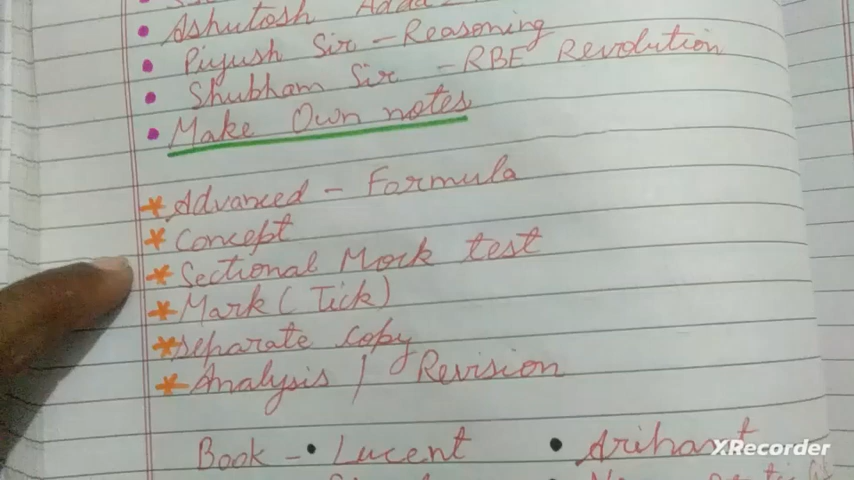 Ashutosh Adda
• Piyush Sir - Reasoning
• Shubham Sir - RBE Revolution
• Make Own notes
* Advanced - Formula
* Concept
* Sectional Mock test
* Mark (Tick)
* separate copy
* Analysis / Revision
Book - • Lucent • Arihant
XRecorder